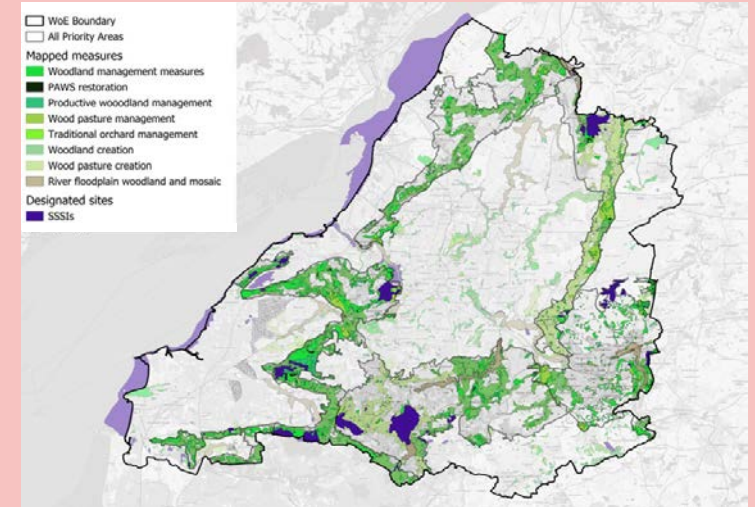 WoE Boundary
All Priority Areas
Mapped measures
Woodland management measures
PAWS restoration
Productive wooodland management
Wood pasture management
Traditional orchard management
Woodland creation
Wood pasture creation
River floodplain woodland and mosaic
Designated sites
SSSIs